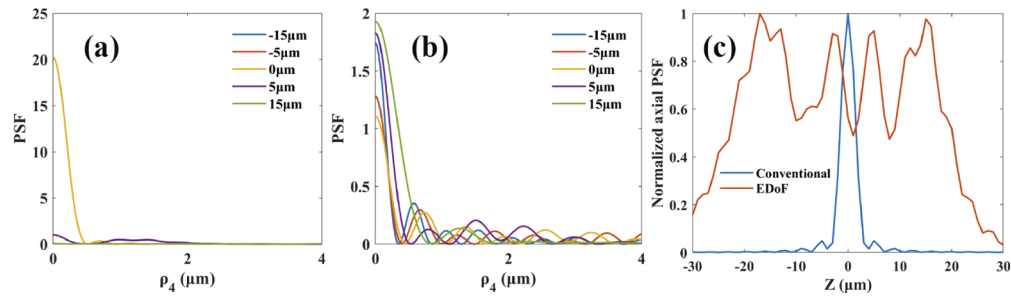 (a)
-15μm
-5μm
0μm
5μm
15μm
PSF
25
20
15
10
5
0
0 2 4
ρ4 (μm)
(b)
-15μm
-5μm
0μm
5μm
15μm
PSF
2
1.5
1
0.5
0
0 2 4
ρ4 (μm)
(c)
Conventional
EDoF
Normalized axial PSF
1
0.8
0.6
0.4
0.2
0
-30 -20 -10 0 10 20 30
Z (μm)